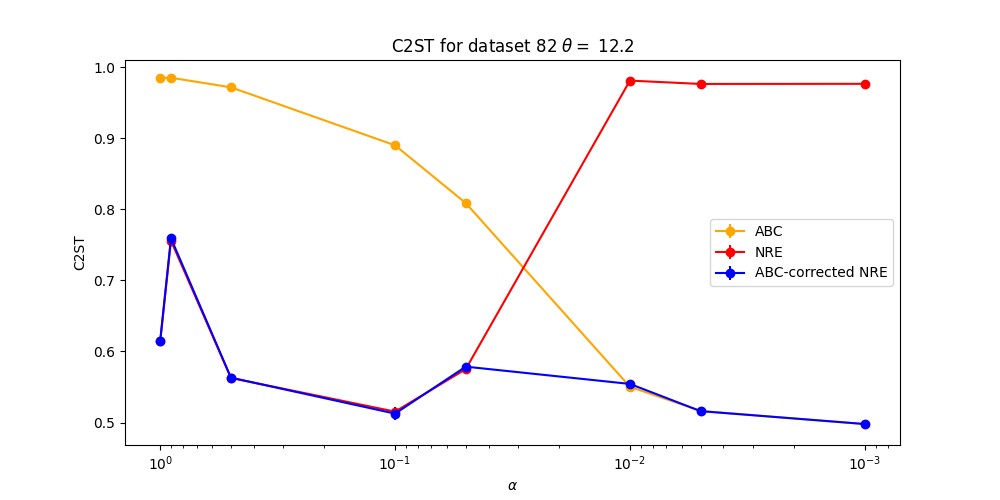 C2ST for dataset 82 θ = 12.2
1.0
0.9
0.8
0.7
0.6
0.5
C2ST
ABC
NRE
ABC-corrected NRE
10⁰
10⁻¹
10⁻²
10⁻³
α